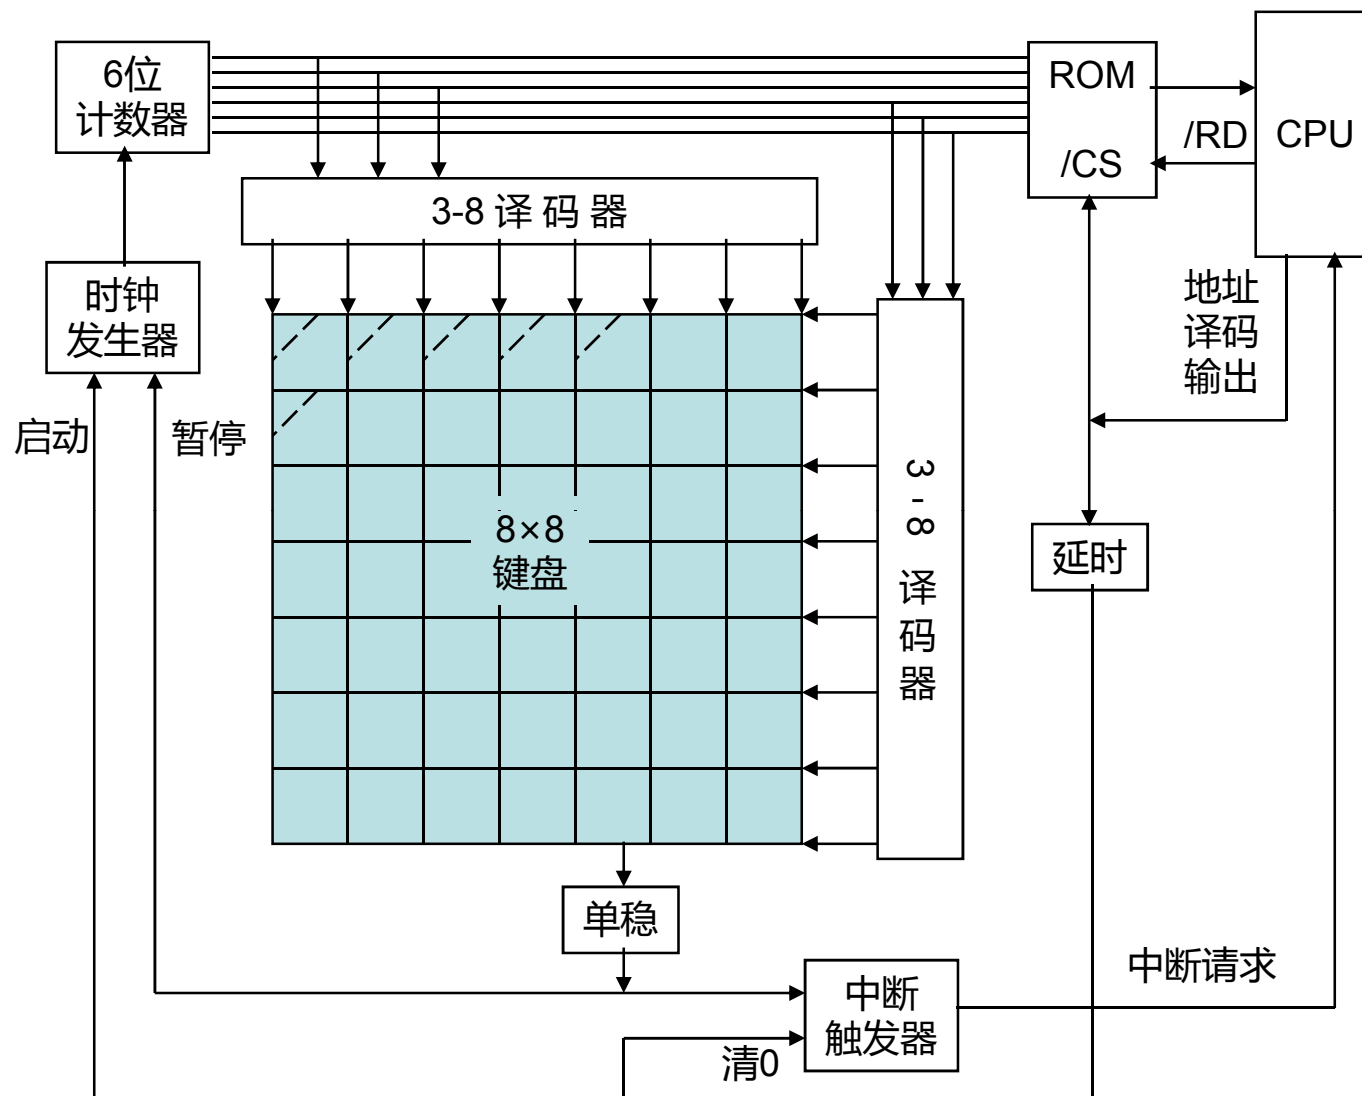 6位
计数器
ROM
/CS
/RD
CPU
3-8 译 码 器
时钟
发生器
地址
译码
输出
启动
暂停
3-8 译码器
8×8
键盘
延时
单稳
中断
触发器
中断请求
清0